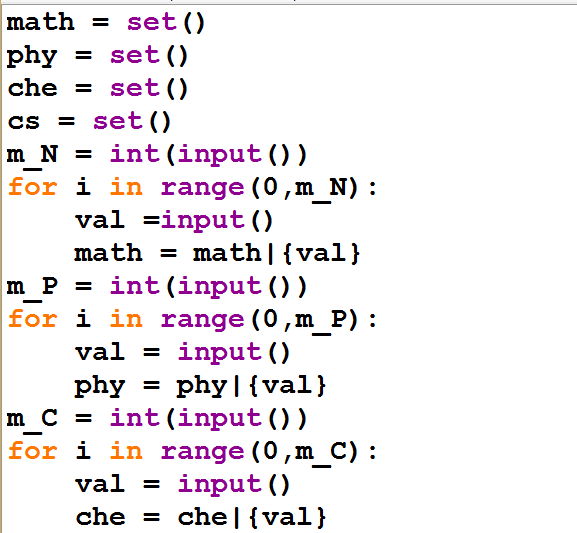 math = set()
phy = set()
che = set()
cs = set()
m_N = int(input())
for i in range(0,m_N):
    val =input()
    math = math|{val}
m_P = int(input())
for i in range(0,m_P):
    val = input()
    phy = phy|{val}
m_C = int(input())
for i in range(0,m_C):
    val = input()
    che = che|{val}